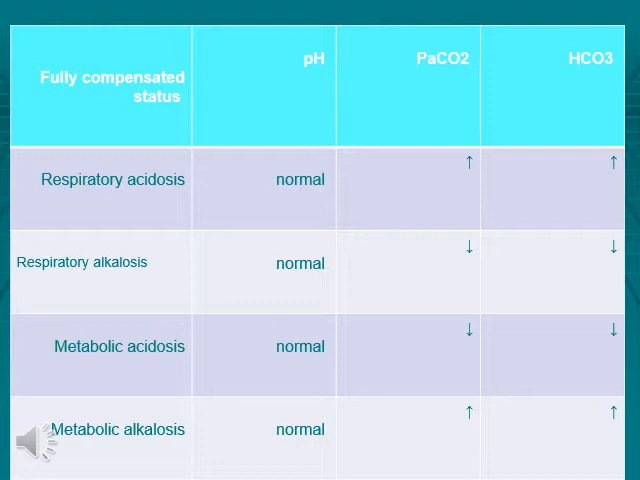 Fully compensated status pH PaCO2 HCO3
Respiratory acidosis normal ↑ ↑
Respiratory alkalosis normal ↓ ↓
Metabolic acidosis normal ↓ ↓
Metabolic alkalosis normal ↑ ↑